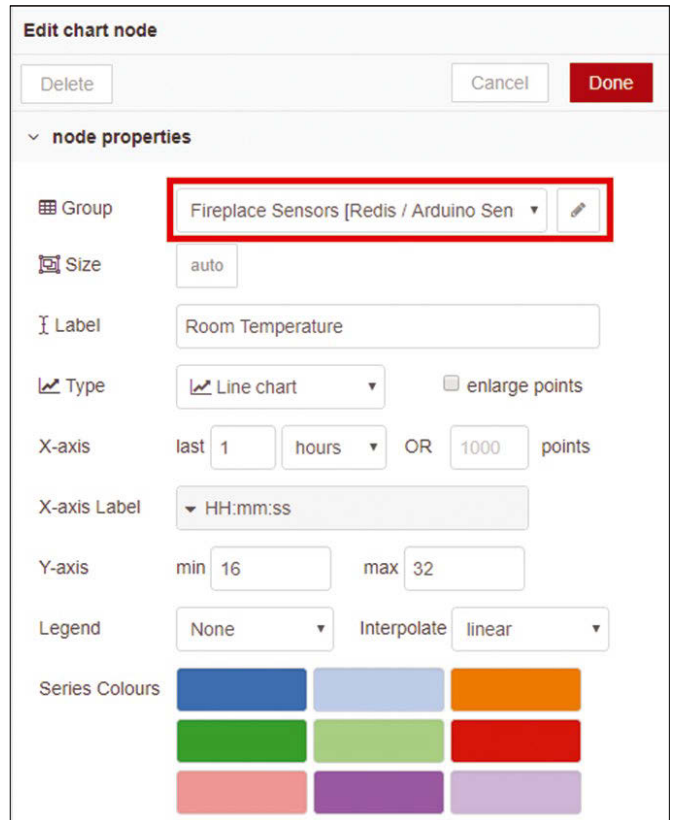 Edit chart node
Delete Cancel Done
node properties
Group Fireplace Sensors [Redis / Arduino Sen
Size auto
Label Room Temperature
Type Line chart enlarge points
X-axis last 1 hours OR 1000 points
X-axis Label HH:mm:ss
Y-axis min 16 max 32
Legend None Interpolate linear
Series Colours